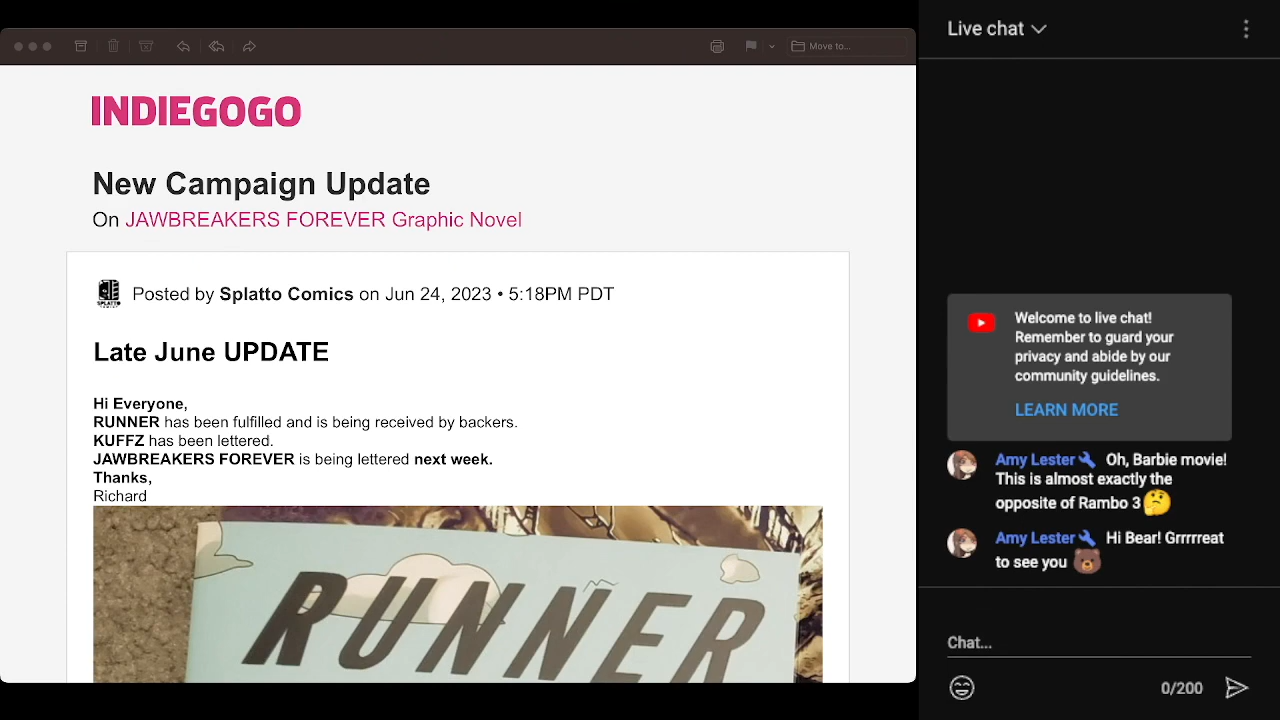 Move to...
INDIEGOGO
New Campaign Update
On JAWBREAKERS FOREVER Graphic Novel
SPLATTO
Posted by Splatto Comics on Jun 24, 2023 • 5:18PM PDT
Late June UPDATE
Hi Everyone,
RUNNER has been fulfilled and is being received by backers.
KUFFZ has been lettered.
JAWBREAKERS FOREVER is being lettered next week.
Thanks,
Richard
RUNNER
Live chat
Welcome to live chat!
Remember to guard your
privacy and abide by our
community guidelines.
LEARN MORE
Amy Lester Oh, Barbie movie!
This is almost exactly the
opposite of Rambo 3🤔
Amy Lester Hi Bear! Grrrrreat
to see you 🐻
Chat...
0/200